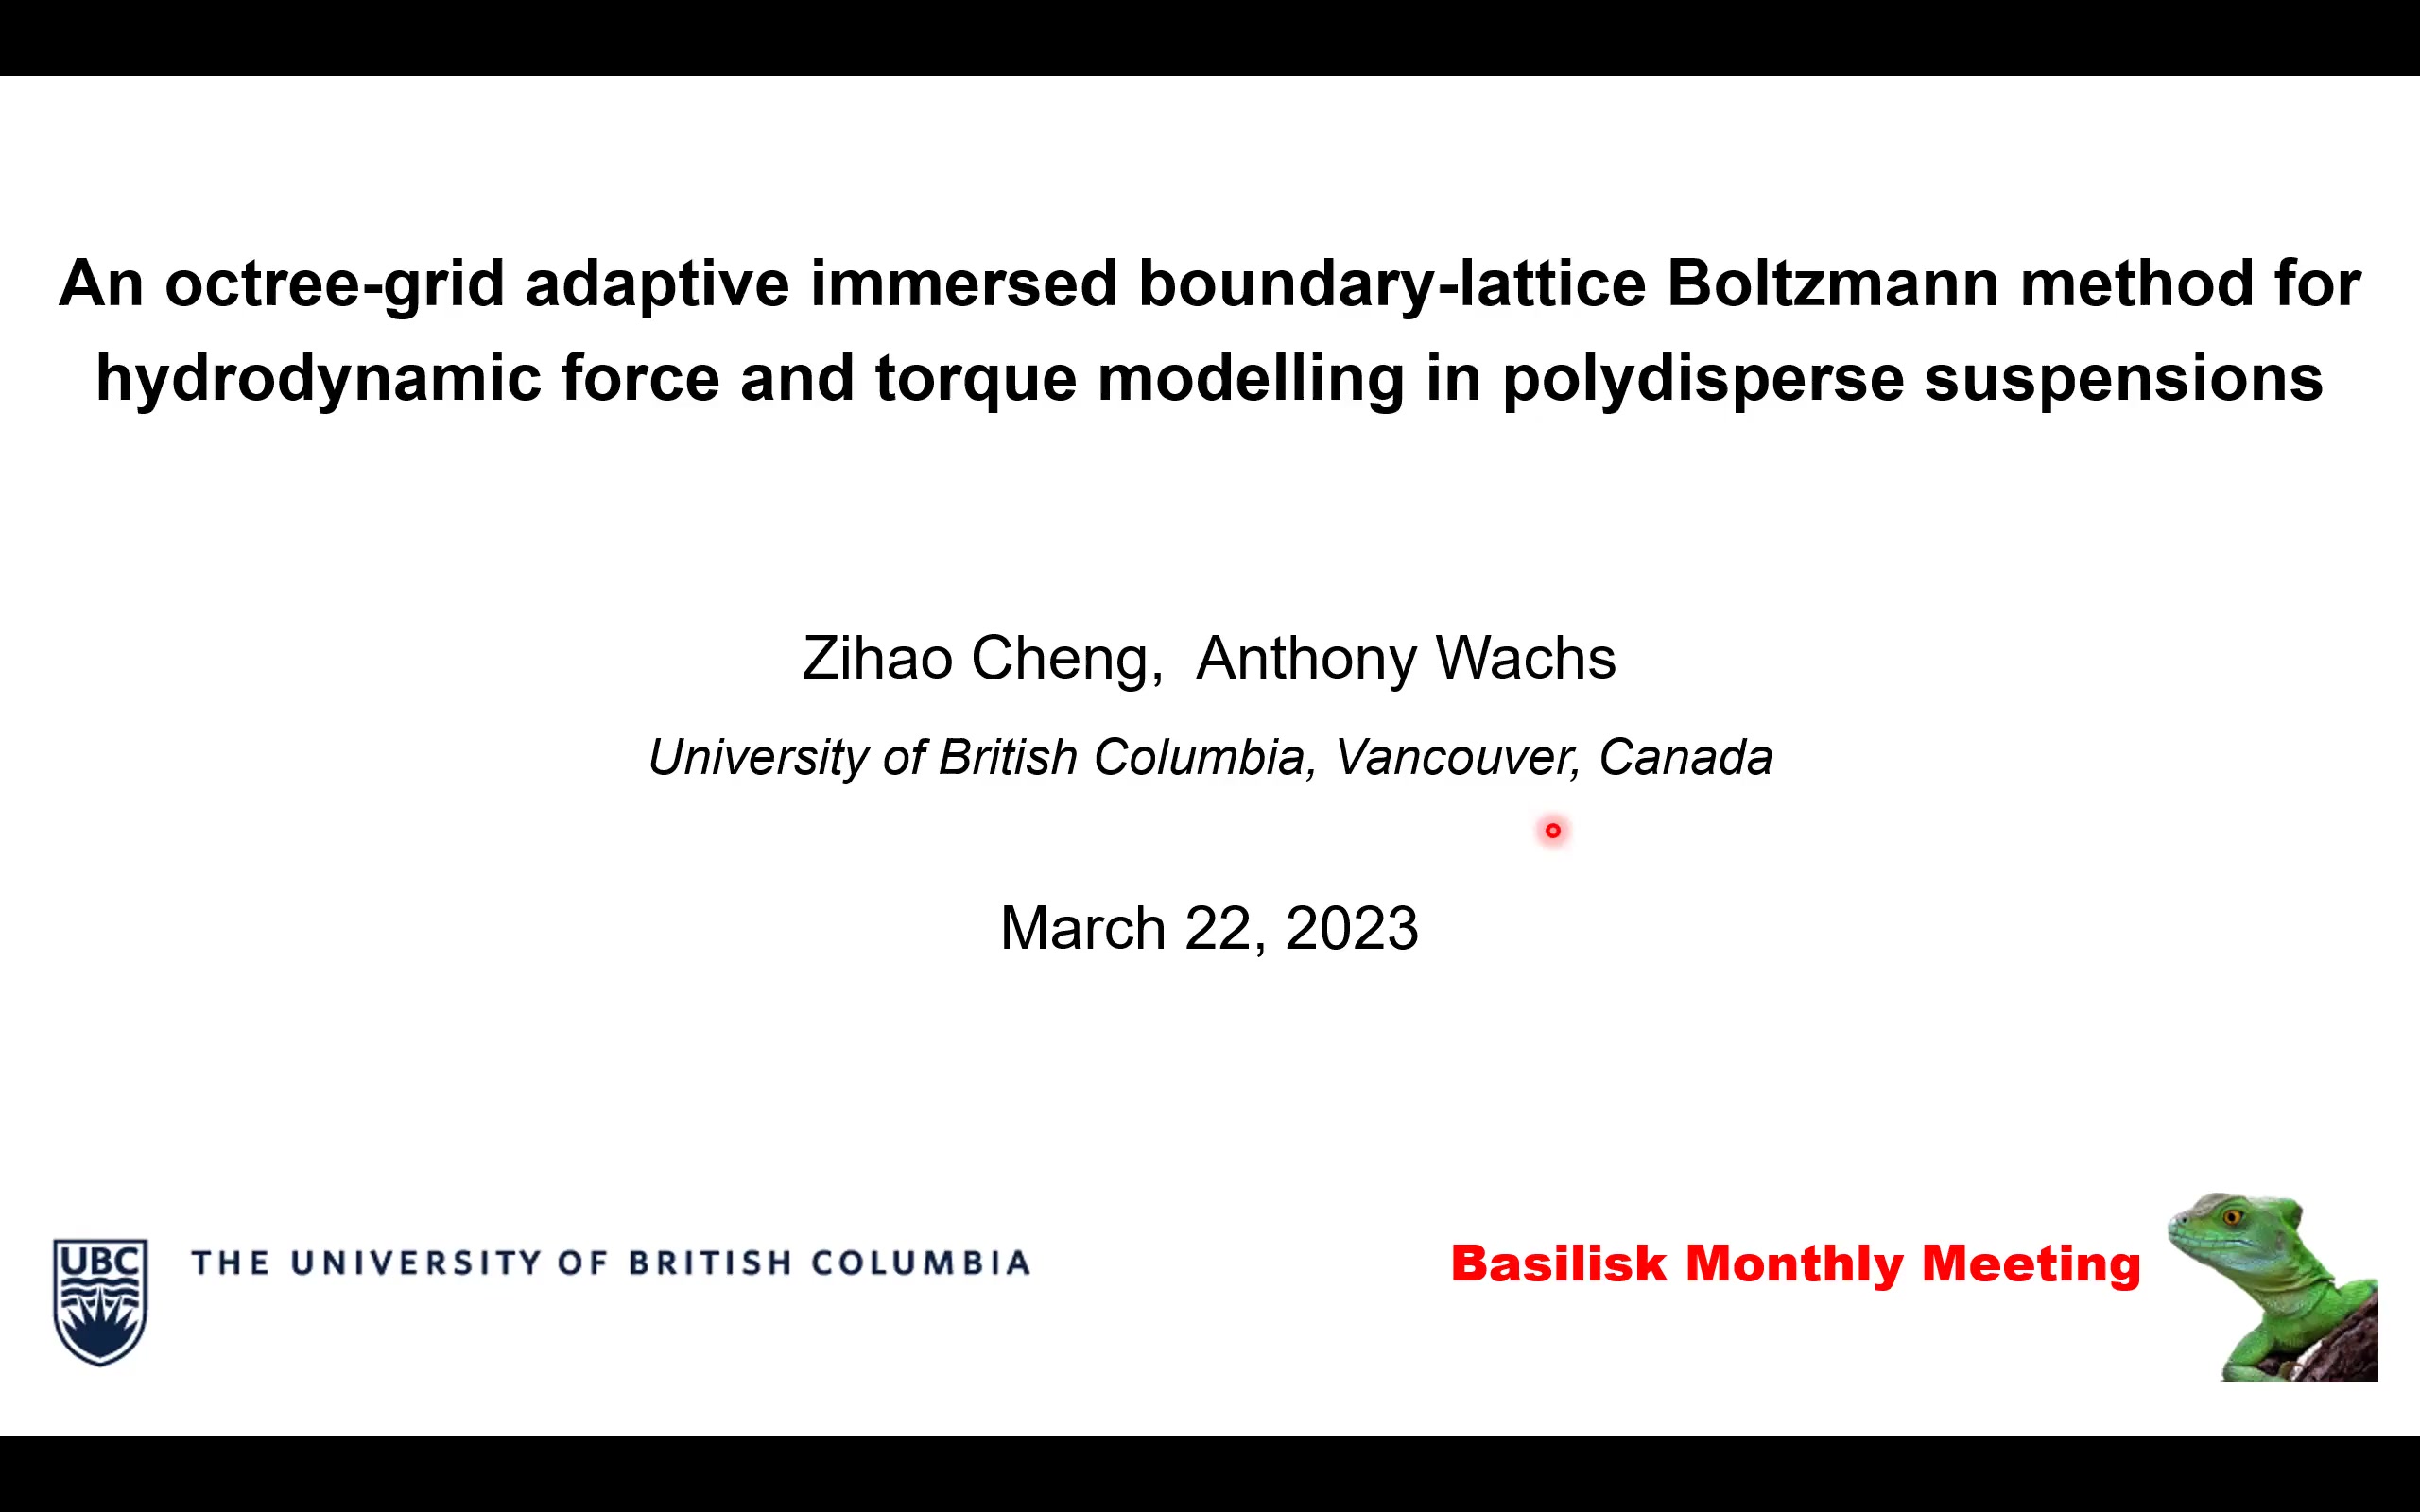 An octree-grid adaptive immersed boundary-lattice Boltzmann method for
hydrodynamic force and torque modelling in polydisperse suspensions
Zihao Cheng, Anthony Wachs
University of British Columbia, Vancouver, Canada
March 22, 2023
UBC THE UNIVERSITY OF BRITISH COLUMBIA
Basilisk Monthly Meeting